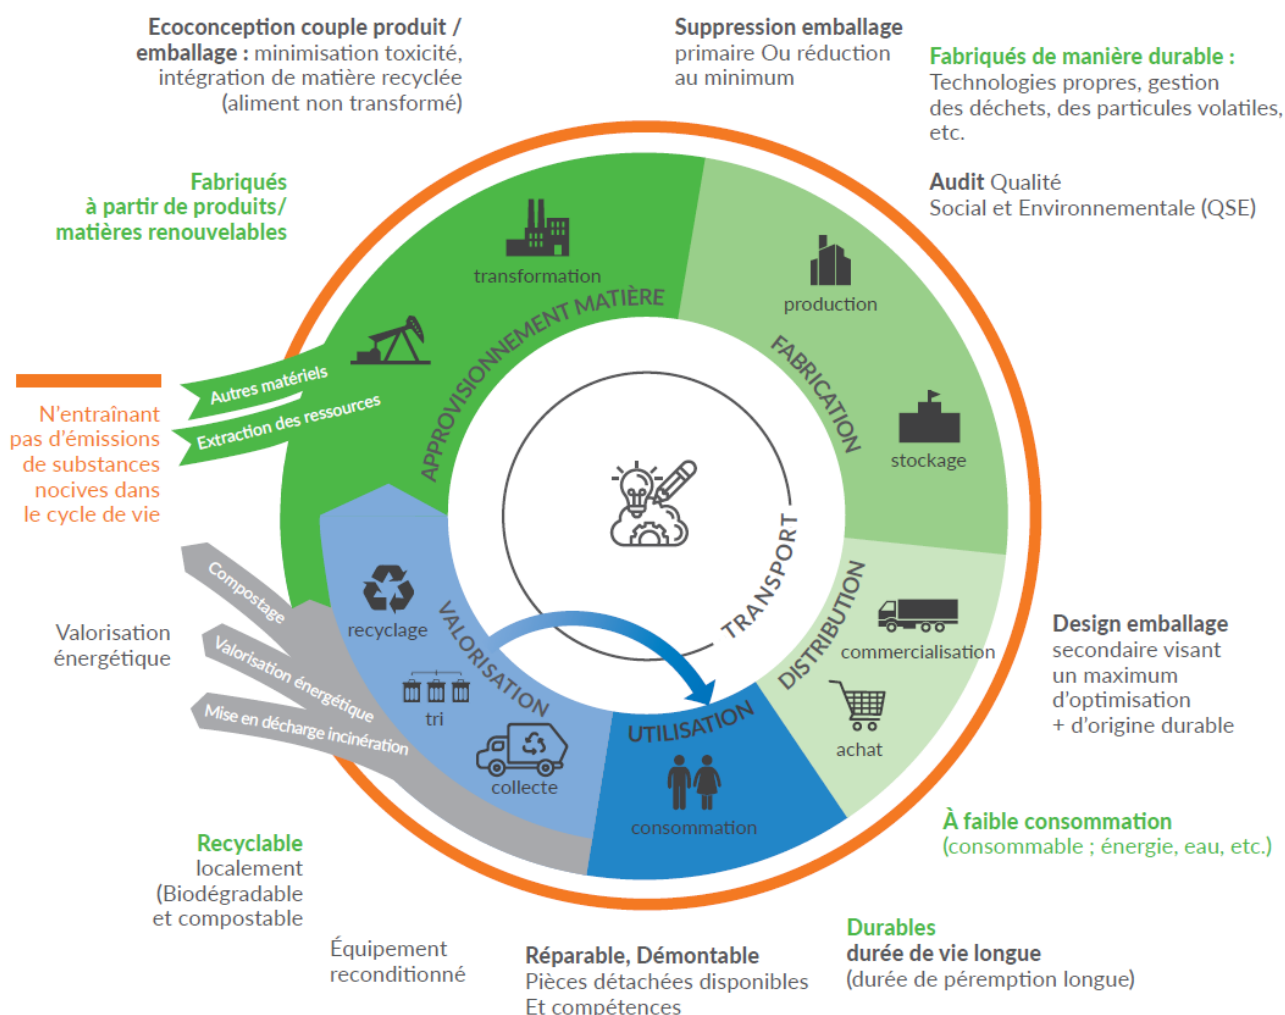 Ecoconception couple produit /
emballage : minimisation toxicité,
intégration de matière recyclée
(aliment non transformé)
Suppression emballage
primaire Ou réduction
au minimum
Fabriqués de manière durable :
Technologies propres, gestion
des déchets, des particules volatiles,
etc.
Audit Qualité
Social et Environnementale (QSE)
Fabriqués
à partir de produits/
matières renouvelables
transformation
APPROVISIONNEMENT MATIÈRE
production
FABRICATION
stockage
Autres matériels
Extraction des ressources
N'entraînant
pas d'émissions
de substances
nocives dans
le cycle de vie
TRANSPORT
DISTRIBUTION
commercialisation
achat
Design emballage
secondaire visant
un maximum
d'optimisation
+ d'origine durable
VALORISATION
recyclage
tri
collecte
UTILISATION
consommation
Compostage
Valorisation énergétique
Mise en décharge incinération
Valorisation
énergétique
À faible consommation
(consommable ; énergie, eau, etc.)
Recyclable
localement
(Biodégradable
et compostable
Équipement
reconditionné
Réparable, Démontable
Pièces détachées disponibles
Et compétences
Durables
durée de vie longue
(durée de péremption longue)